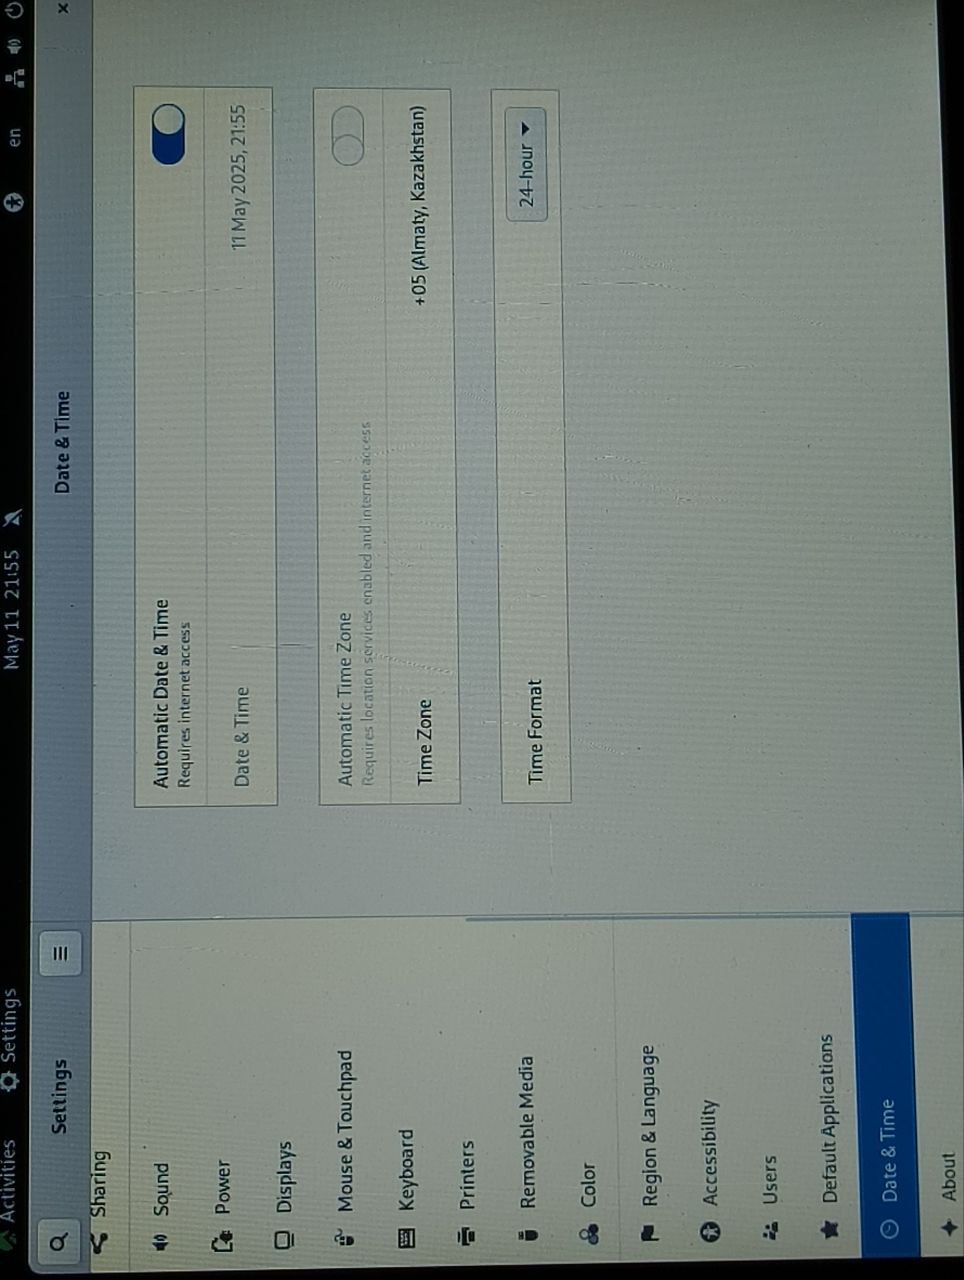 Activities Settings May 11 21:55 en
Settings
Date & Time
×
Sharing
Sound
Power
Displays
Mouse & Touchpad
Keyboard
Printers
Removable Media
Color
Region & Language
Accessibility
Users
Default Applications
Date & Time
About
Automatic Date & Time
Requires internet access
Date & Time 11 May 2025, 21:55
Automatic Time Zone
Requires location services enabled and internet access
Time Zone +05 (Almaty, Kazakhstan)
Time Format 24-hour